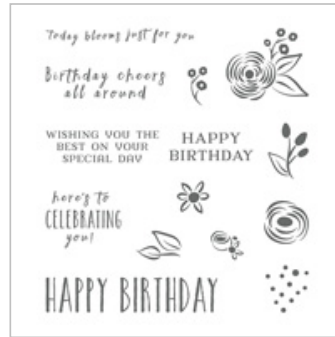 Today blooms just for you
Birthday cheers
all around
WISHING YOU THE
BEST ON YOUR
SPECIAL DAY
HAPPY
BIRTHDAY
here's to
CELEBRATING
you!
HAPPY BIRTHDAY